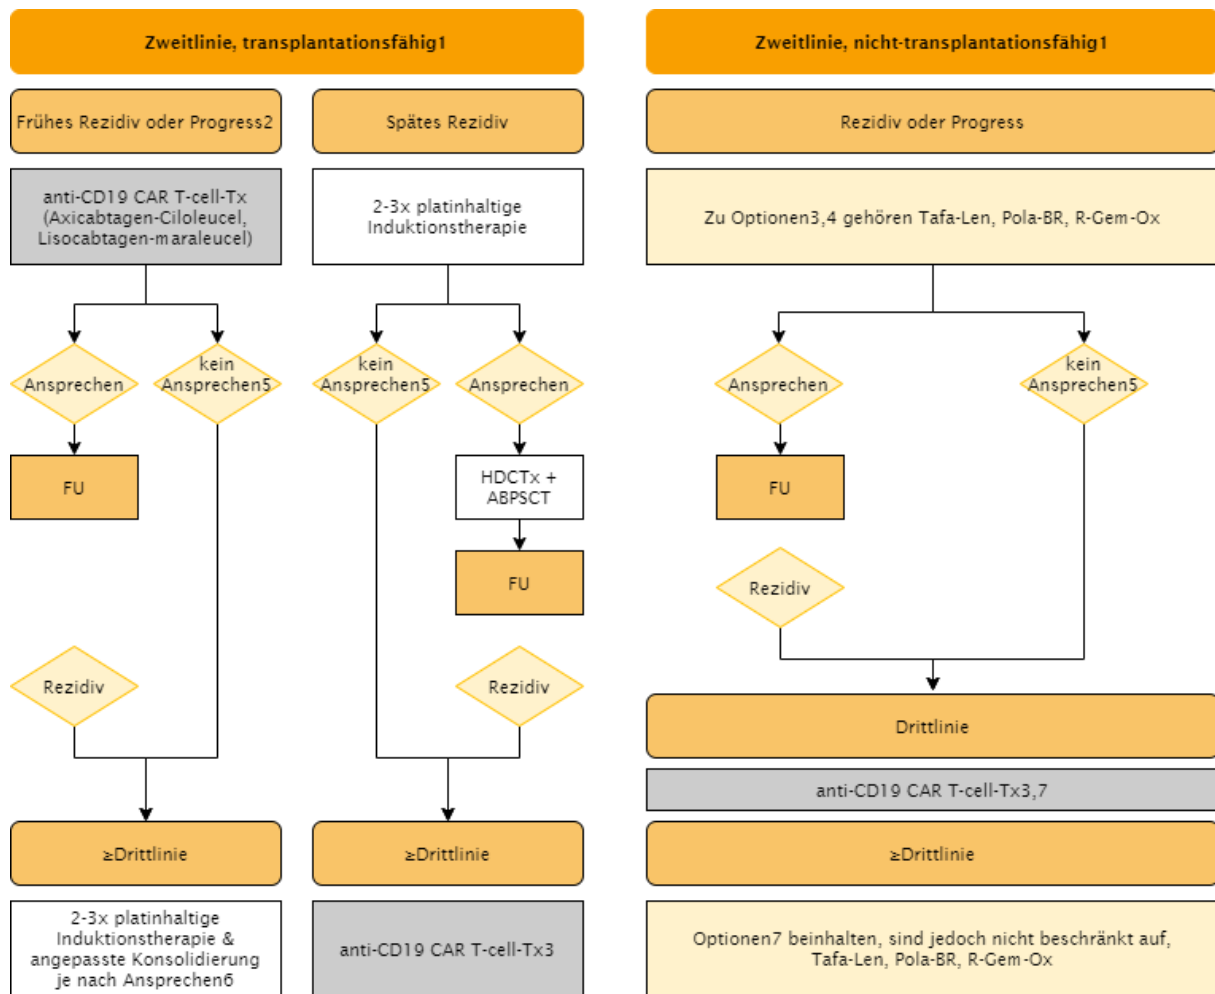 Zweitlinie, transplantationsfähig1
Frühes Rezidiv oder Progress2
Spätes Rezidiv
anti-CD19 CAR T-cell-Tx
(Axicabtagen-Ciloleucel,
Lisocabtagen-maraleucel)
2-3x platinhaltige
Induktionstherapie
Ansprechen
kein
Ansprechen5
kein
Ansprechen5
Ansprechen
FU
HDCTx +
ABPSCT
FU
Rezidiv
Rezidiv
≥Drittlinie
≥Drittlinie
2-3x platinhaltige
Induktionstherapie &
angepasste Konsolidierung
je nach Ansprechen6
anti-CD19 CAR T-cell-Tx3
Zweitlinie, nicht-transplantationsfähig1
Rezidiv oder Progress
Zu Optionen3,4 gehören Tafa-Len, Pola-BR, R-Gem-Ox
Ansprechen
kein
Ansprechen5
FU
Rezidiv
Drittlinie
anti-CD19 CAR T-cell-Tx3,7
≥Drittlinie
Optionen7 beinhalten, sind jedoch nicht beschränkt auf,
Tafa-Len, Pola-BR, R-Gem-Ox